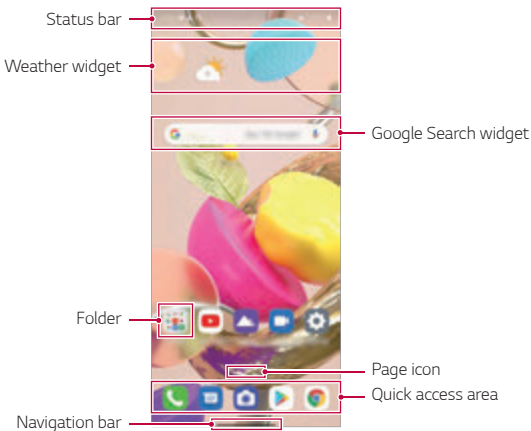 Status bar
Weather widget
Google Search widget
Folder
Page icon
Quick access area
Navigation bar